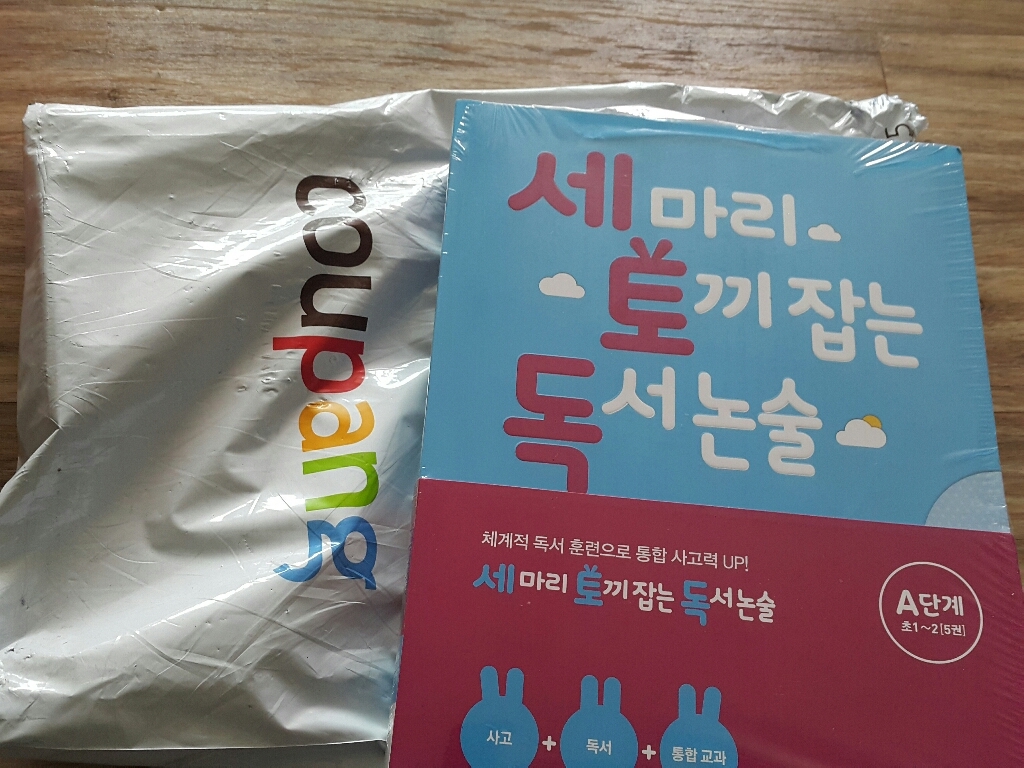 coupang
5
세 마리
토끼 잡는
독서 논술
체계적 독서 훈련으로 통합 사고력 UP!
세 마리 토끼 잡는 독서 논술
A단계
초1~2[5권]
사고 + 독서 + 통합 교과